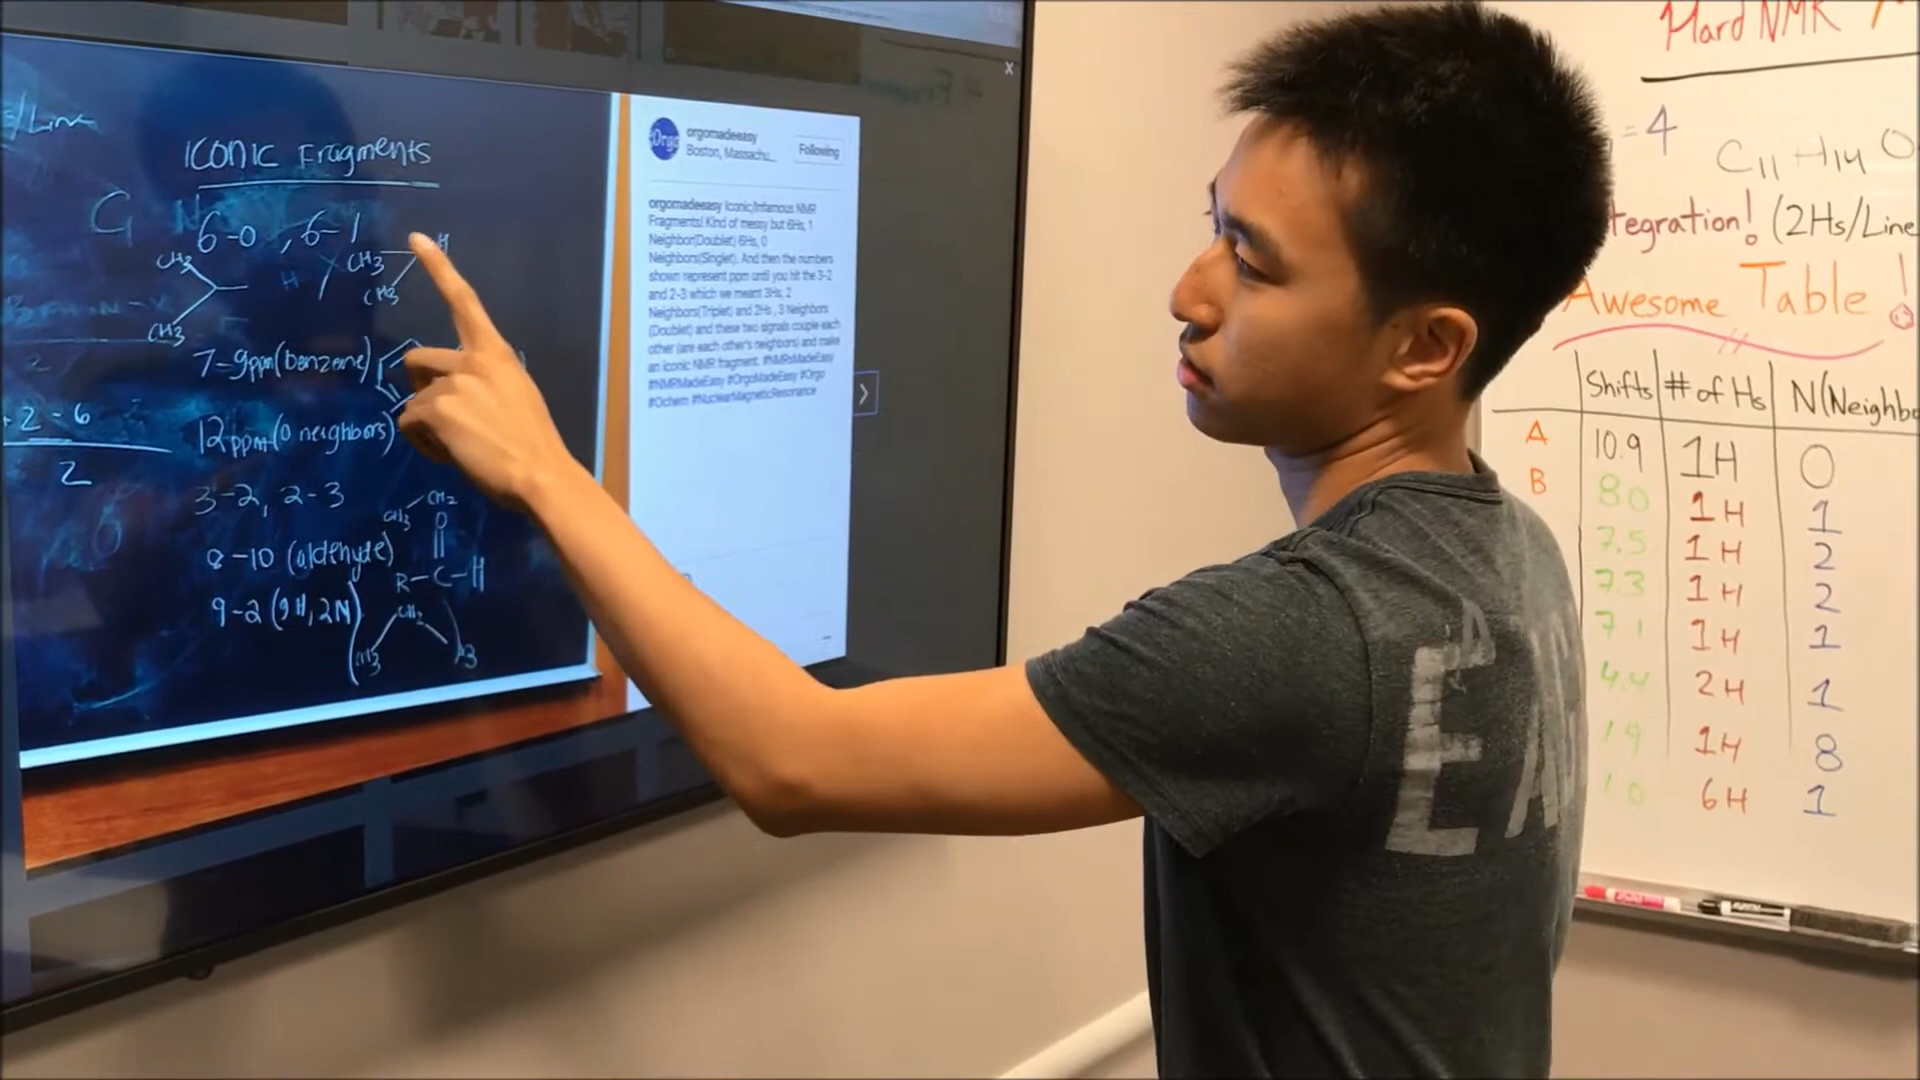 ICONIC Fragments
6-0, 6-1
CH3
CH3
H
CH3
CH3
7-9ppm (benzene)
12ppm (0 neighbors)
3-2, 2-3
CH3
CH2
8-10 (aldehyde)
O
R-C-H
9-2 (9H, 2N)
CH2
CH3
+2-6
2
orgomadeeasy
Boston, Massachu...
Following
orgomadeeasy Iconic/Infamous NMR
Fragments! Kind of messy but 6Hs, 1
Neighbor(Doublet) 6Hs, 0
Neighbors(Singlet). And then the numbers
shown represent ppm until you hit the 3-2
and 2-3 which we meant 3Hs, 2
Neighbors(Triplet) and 2Hs , 3 Neighbors
(Doublet) and these two signals couple each
other (are each other's neighbors) and make
an Iconic NMR fragment. #NMRsMadeEasy
#NMRMadeEasy #OrgoMadeEasy #Orgo
#Ochem #NuclearMagneticResonance
Hard NMR
=4
C11 H14 O
tegration! (2Hs/Line
Awesome Table!
Shifts # of Hs N(Neighbo
A 10.9 1H 0
B 8.0 1H 1
7.5 1H 2
7.3 1H 2
7.1 1H 1
4.4 2H 1
1.9 1H 8
1.0 6H 1